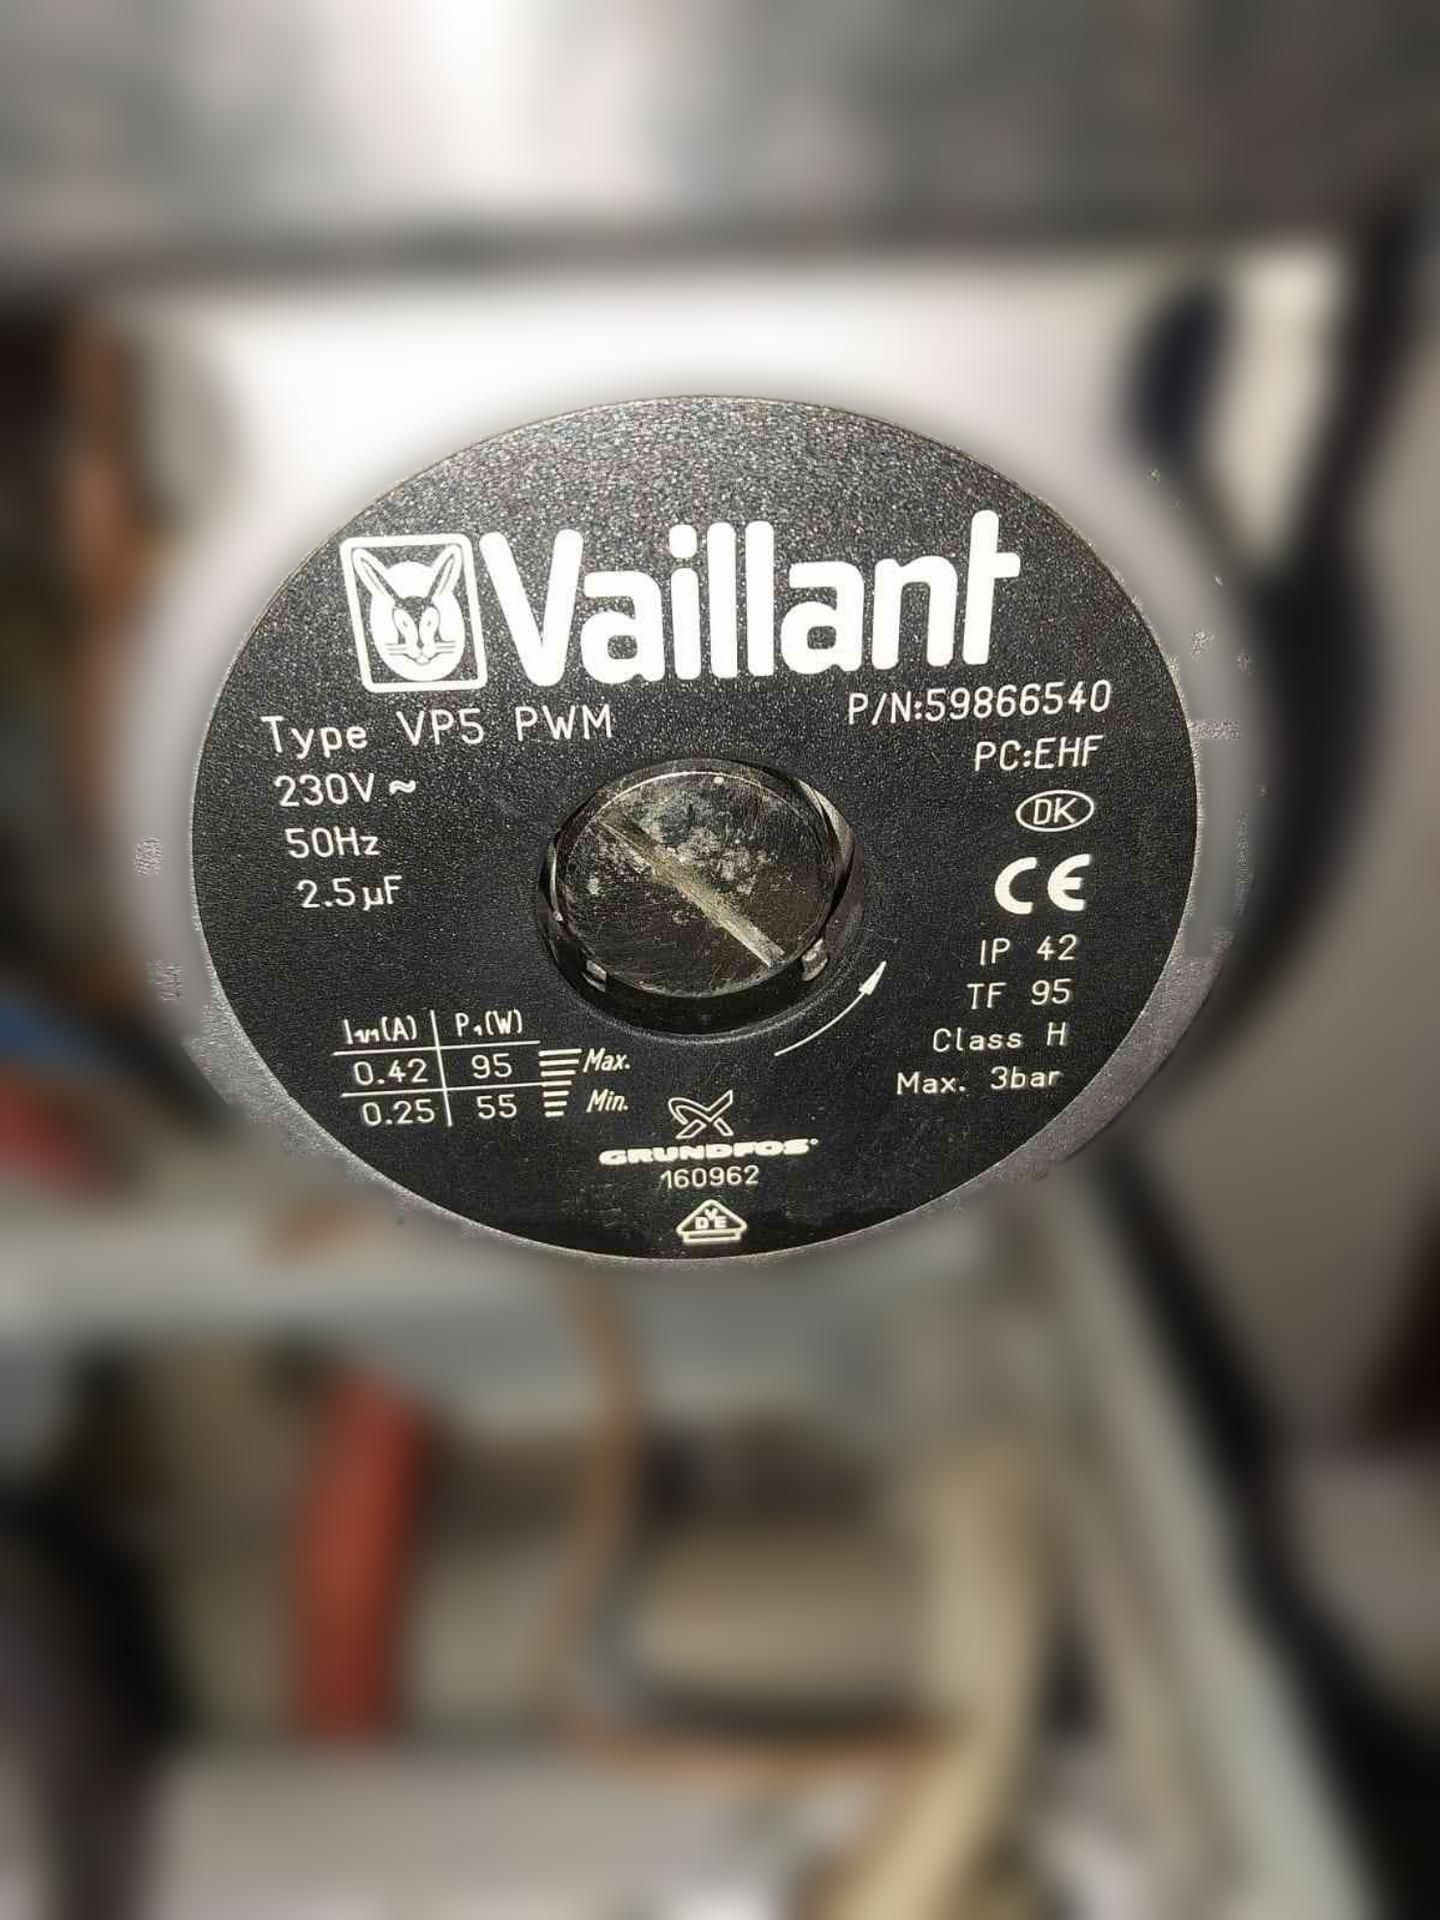 Vaillant
Type VP5 PWM
P/N:59866540
230V ~
PC:EHF
50Hz
DK
2.5µF
CE
IP 42
TF 95
Class H
Max. 3bar
I1/1(A) P1(W)
0.42 95 Max.
0.25 55 Min.
GRUNDFOS
160962
VDE